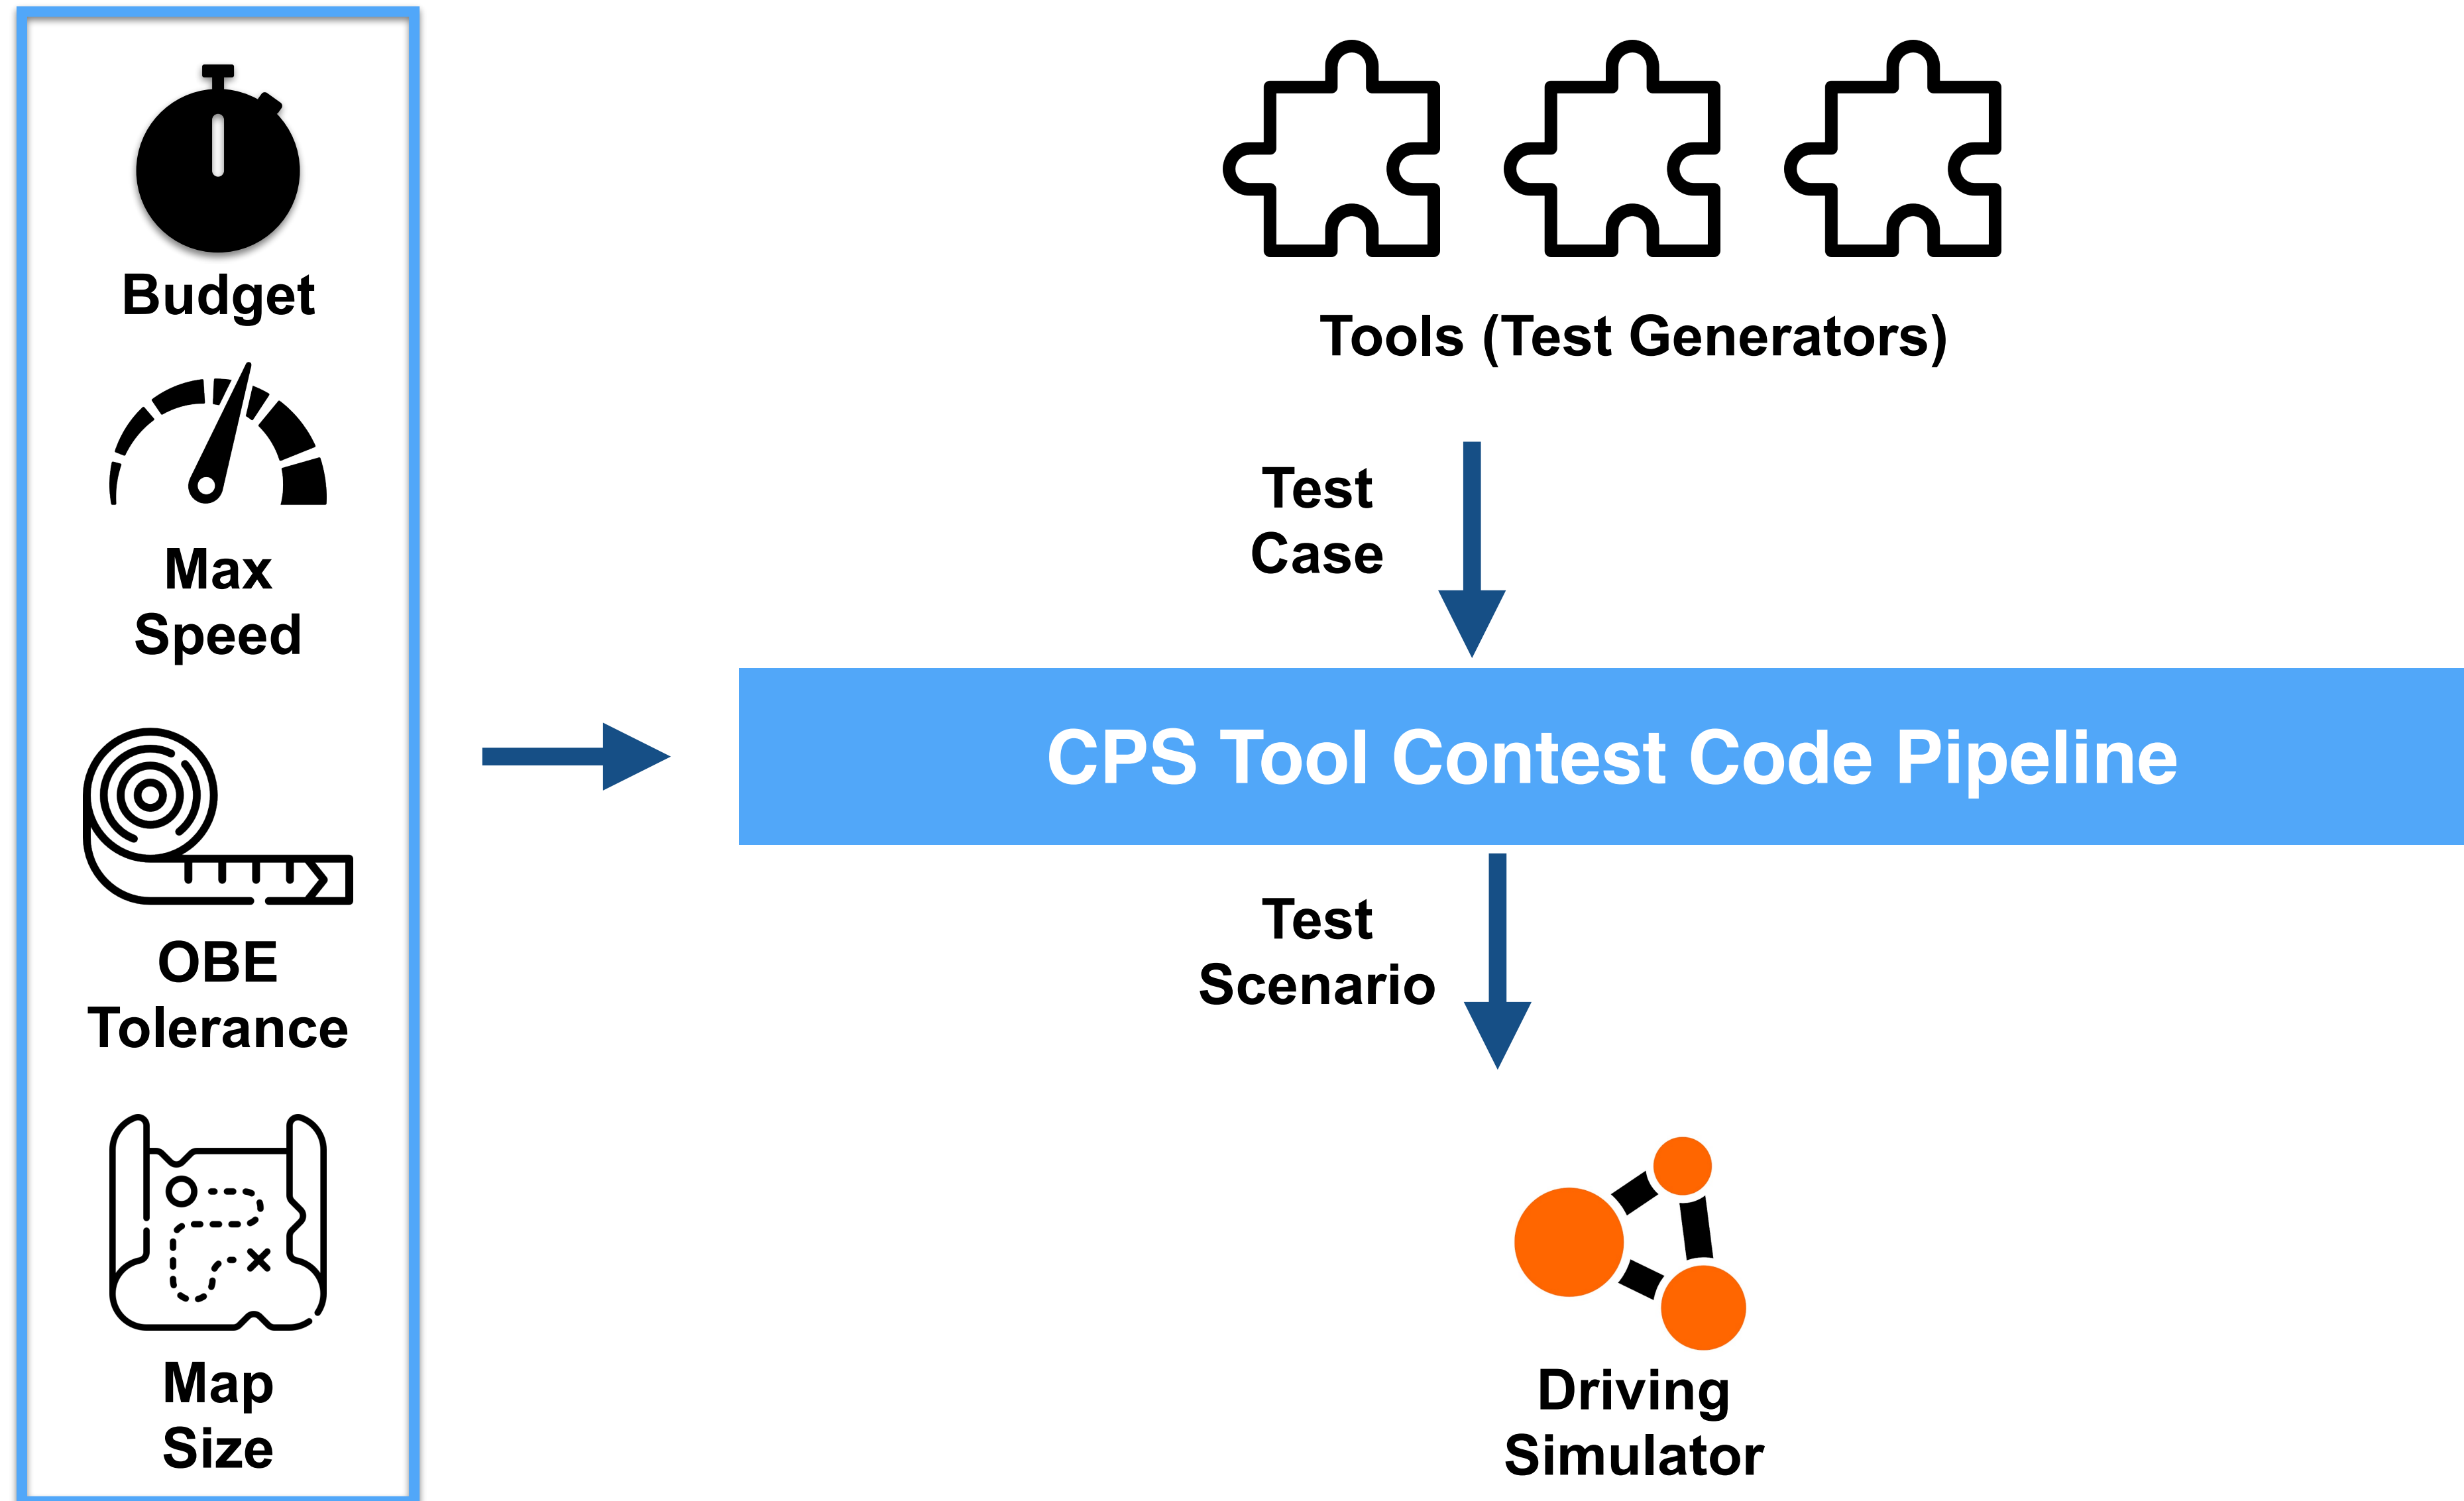 Budget
Max
Speed
OBE
Tolerance
Map
Size
Tools (Test Generators)
Test
Case
CPS Tool Contest Code Pipeline
Test
Scenario
Driving
Simulator